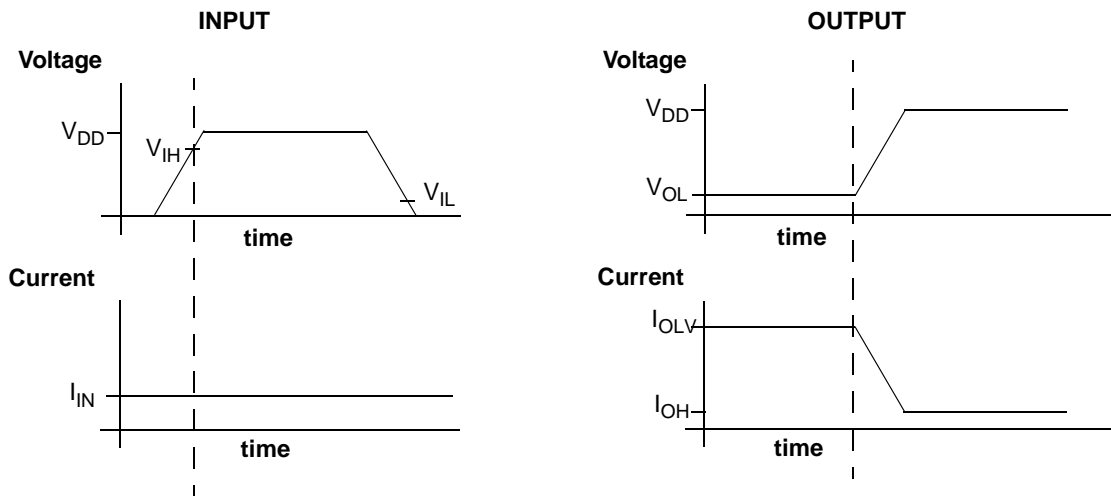 INPUT
Voltage
VDD
VIH
VIL
time
Current
IIN
time
OUTPUT
Voltage
VDD
VOL
time
Current
IOLV
IOH
time